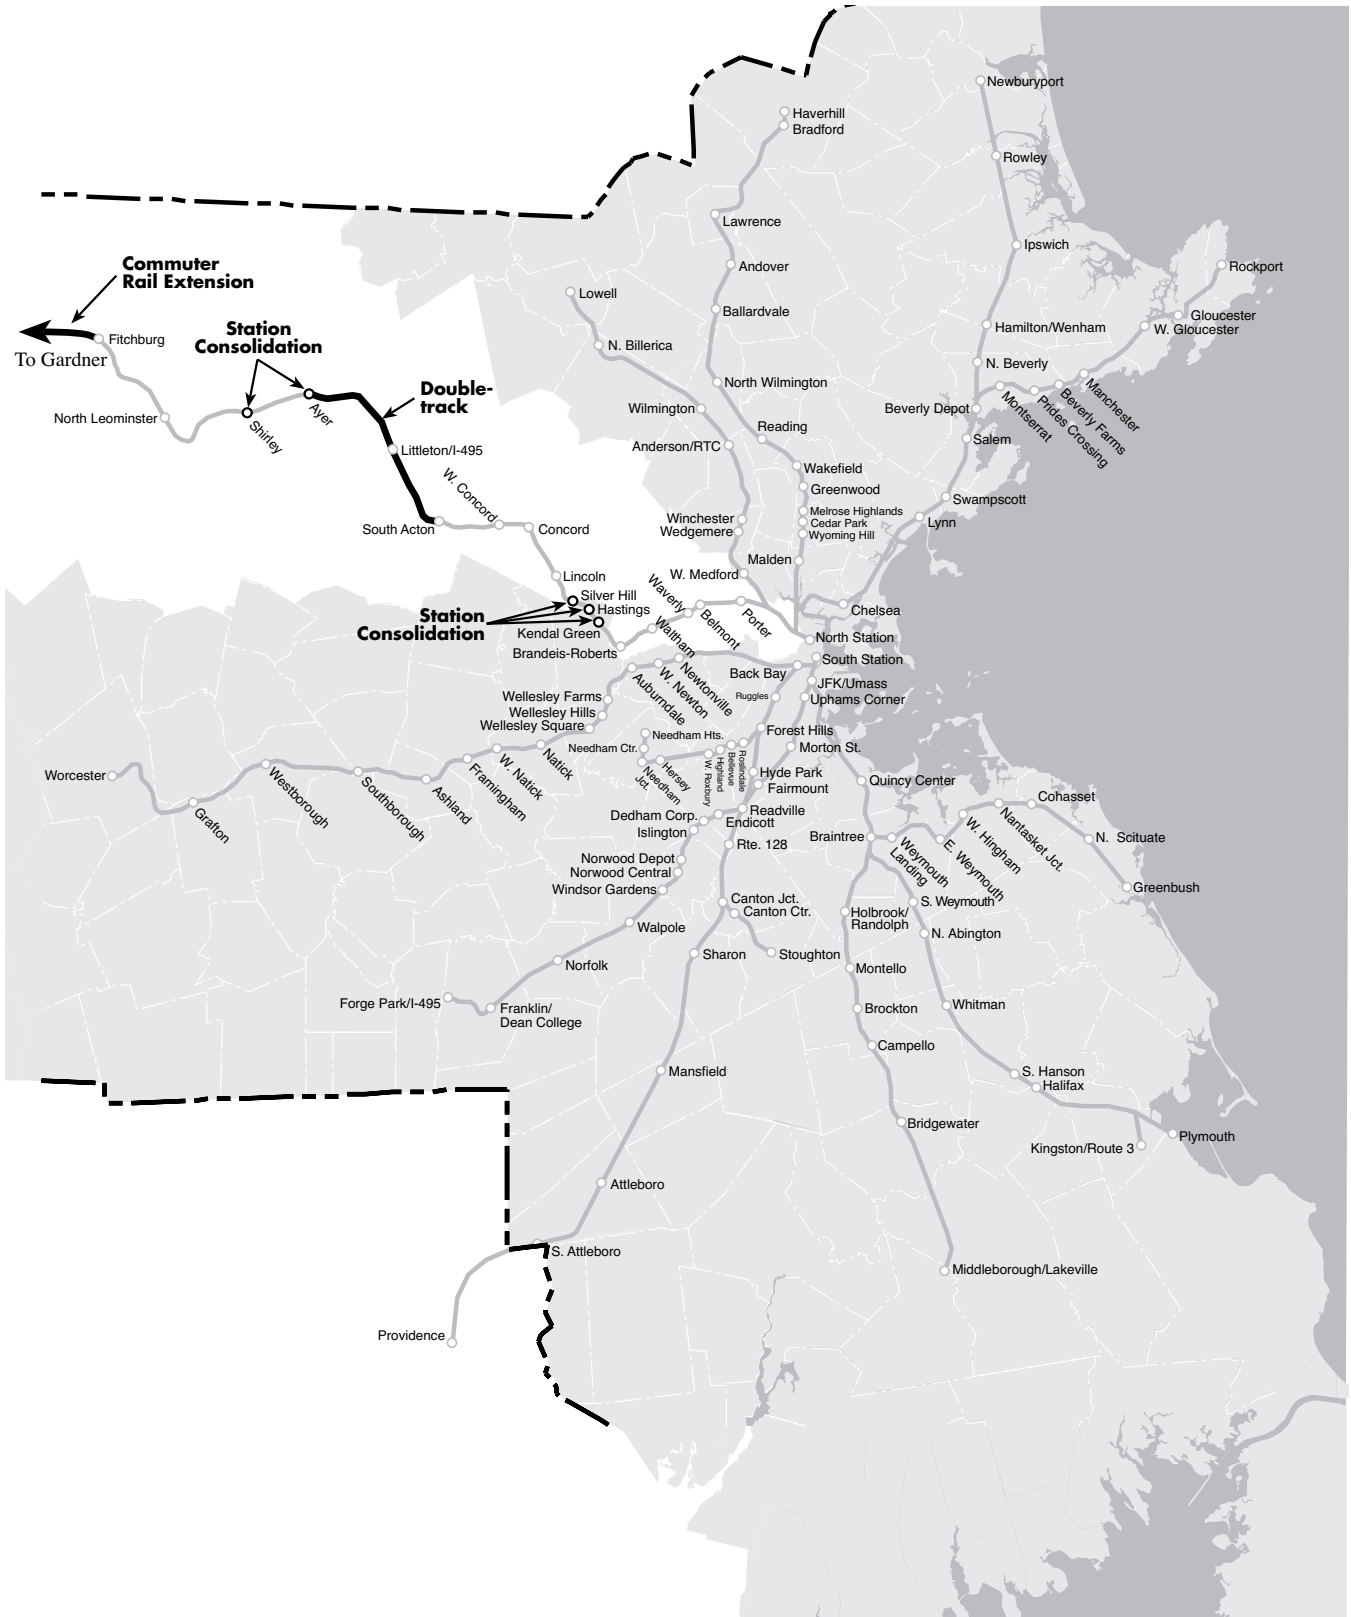 Newburyport
Haverhill
Bradford
Rowley
Lawrence
Ipswich
Andover
Rockport
Commuter
Rail Extension
Lowell
Ballardvale
Gloucester
W. Gloucester
Hamilton/Wenham
Station
Consolidation
Fitchburg
To Gardner
N. Billerica
N. Beverly
North Wilmington
Double-
track
Manchester
Beverly Farms
Prides Crossing
Montserrat
Beverly Depot
Wilmington
North Leominster
Shirley
Ayer
Reading
Salem
Anderson/RTC
Littleton/I-495
Wakefield
Greenwood
W. Concord
Swampscott
Melrose Highlands
Cedar Park
Wyoming Hill
Winchester
Wedgemere
Lynn
South Acton
Concord
Malden
W. Medford
Lincoln
Silver Hill
Hastings
Kendal Green
Brandeis-Roberts
Station
Consolidation
Waverly
Waltham
Belmont
Porter
Chelsea
North Station
South Station
Back Bay
JFK/Umass
Uphams Corner
Ruggles
Newtonville
W. Newton
Auburndale
Wellesley Farms
Wellesley Hills
Wellesley Square
Forest Hills
Morton St.
Needham Hts.
Needham Ctr.
Hersey
Needham
Jct.
W. Roxbury
Highland
Bellevue
Roslindale
Hyde Park
Fairmount
Worcester
Grafton
Westborough
Southborough
Ashland
Framingham
W. Natick
Natick
Quincy Center
Cohasset
Nantasket Jct.
W. Hingham
E. Weymouth
Weymouth
Landing
N. Scituate
Greenbush
Dedham Corp.
Readville
Endicott
Islington
Rte. 128
Braintree
Norwood Depot
Norwood Central
Windsor Gardens
Canton Jct.
Canton Ctr.
S. Weymouth
Holbrook/
Randolph
Walpole
N. Abington
Sharon
Stoughton
Norfolk
Montello
Forge Park/I-495
Franklin/
Dean College
Brockton
Whitman
Campello
Mansfield
S. Hanson
Halifax
Bridgewater
Plymouth
Kingston/Route 3
Attleboro
S. Attleboro
Middleborough/Lakeville
Providence